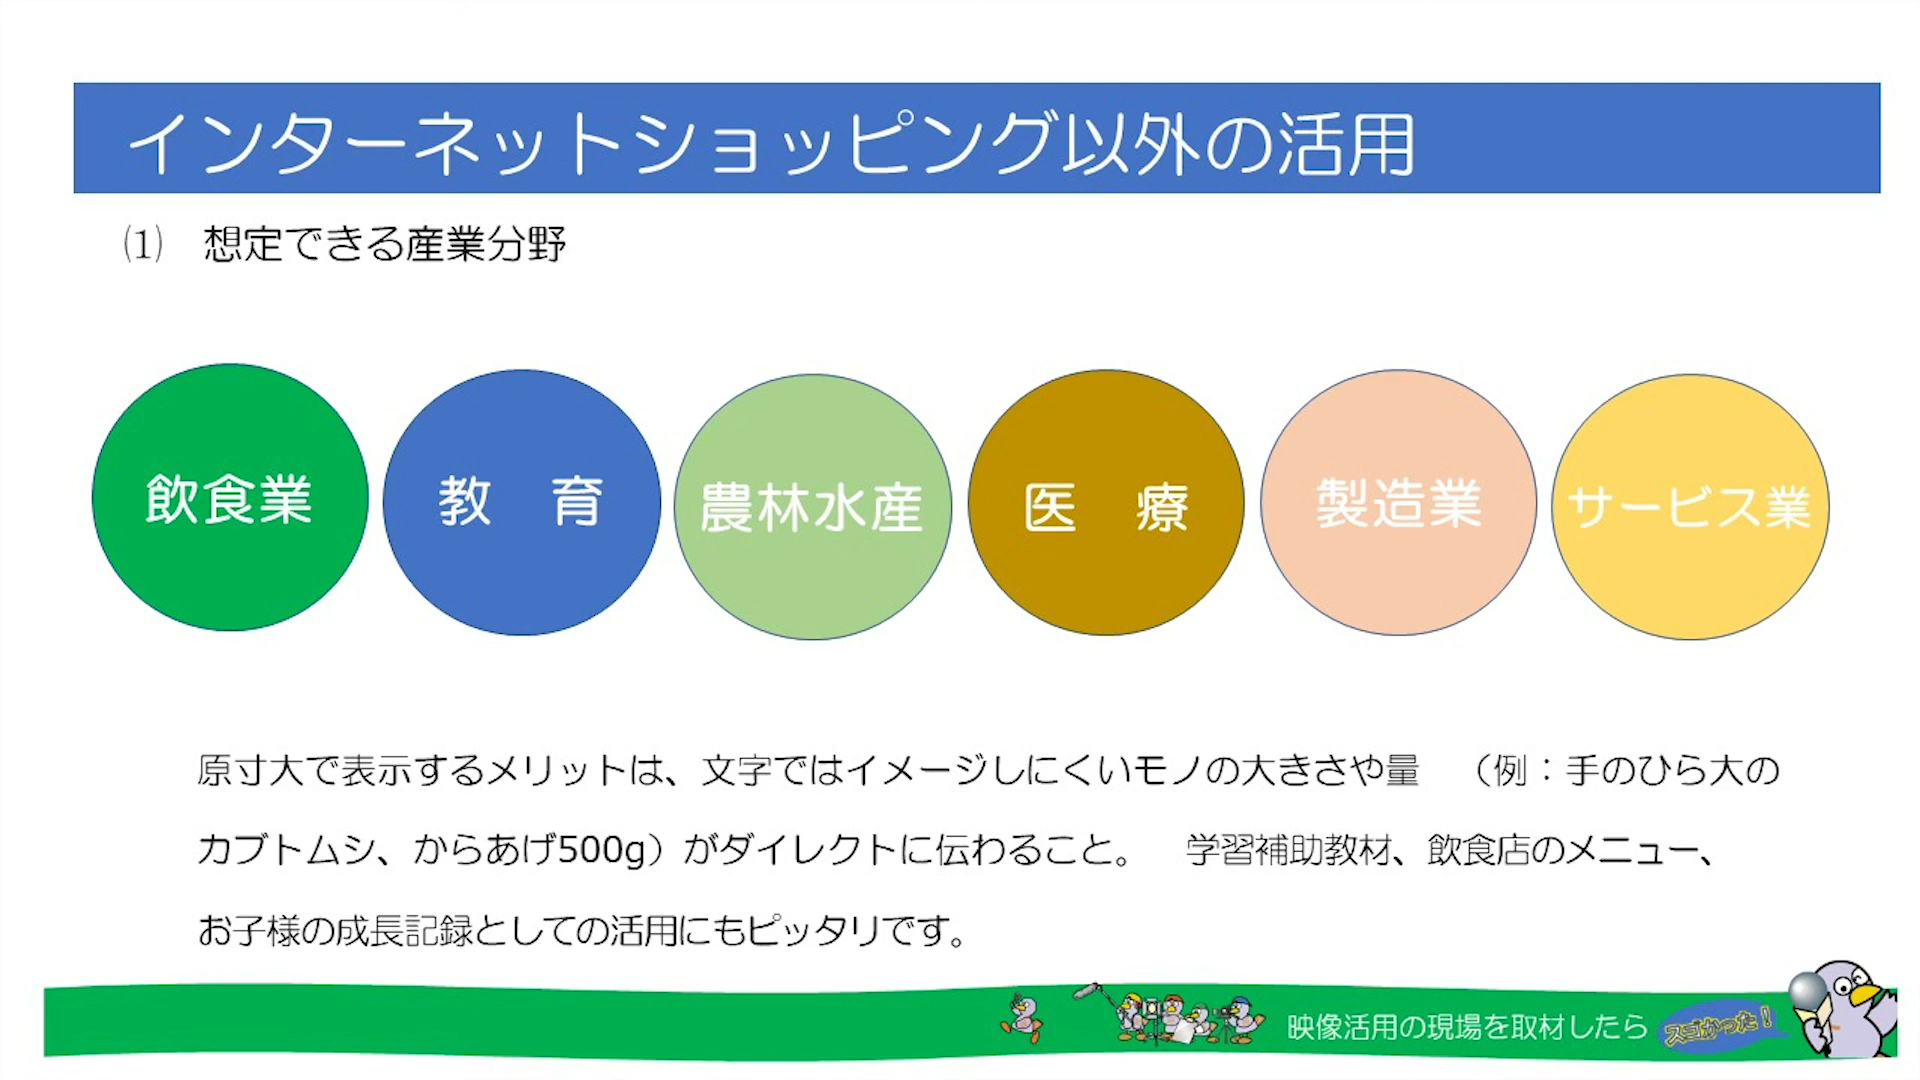 インターネットショッピング以外の活用
⑴　想定できる産業分野
飲食業
教　育
農林水産
医　療
製造業
サービス業
原寸大で表示するメリットは、文字ではイメージしにくいモノの大きさや量　（例：手のひら大の
カブトムシ、からあげ500g）がダイレクトに伝わること。　学習補助教材、飲食店のメニュー、
お子様の成長記録としての活用にもピッタリです。
映像活用の現場を取材したら
スゴかった！